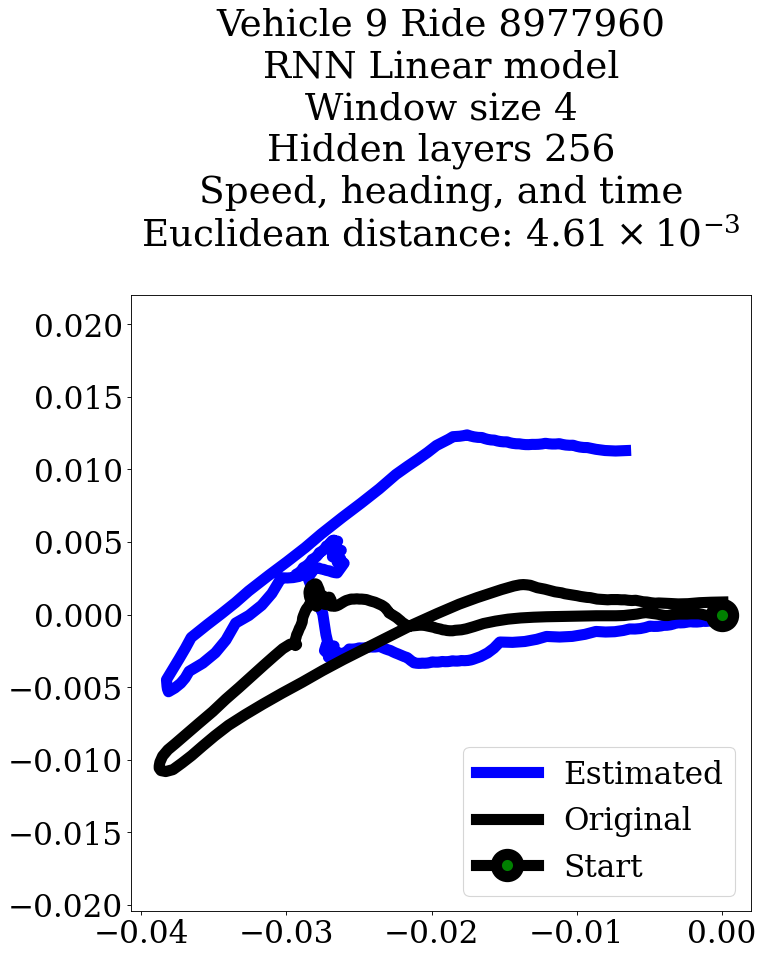 Vehicle 9 Ride 8977960
RNN Linear model
Window size 4
Hidden layers 256
Speed, heading, and time
Euclidean distance: 4.61 × 10⁻³
0.020
0.015
0.010
0.005
0.000
−0.005
−0.010
−0.015
−0.020
Estimated
Original
Start
−0.04 −0.03 −0.02 −0.01 0.00